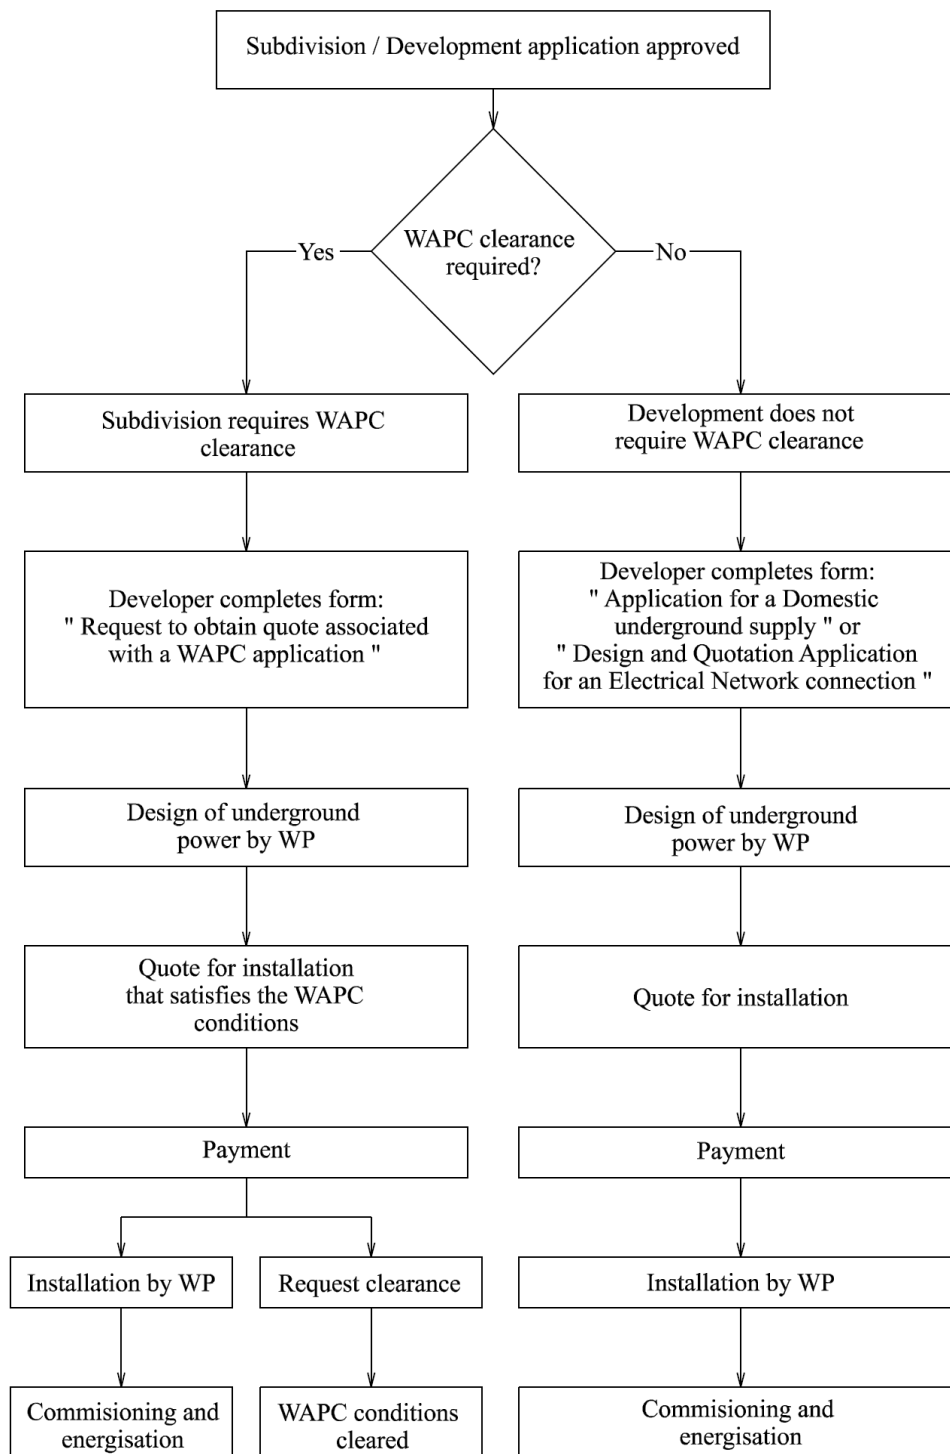 Subdivision / Development application approved
WAPC clearance
required?
Yes
No
Subdivision requires WAPC
clearance
Development does not
require WAPC clearance
Developer completes form:
" Request to obtain quote associated
with a WAPC application "
Developer completes form:
" Application for a Domestic
underground supply " or
" Design and Quotation Application
for an Electrical Network connection "
Design of underground
power by WP
Design of underground
power by WP
Quote for installation
that satisfies the WAPC
conditions
Quote for installation
Payment
Payment
Installation by WP
Request clearance
Installation by WP
Commisioning and
energisation
WAPC conditions
cleared
Commisioning and
energisation